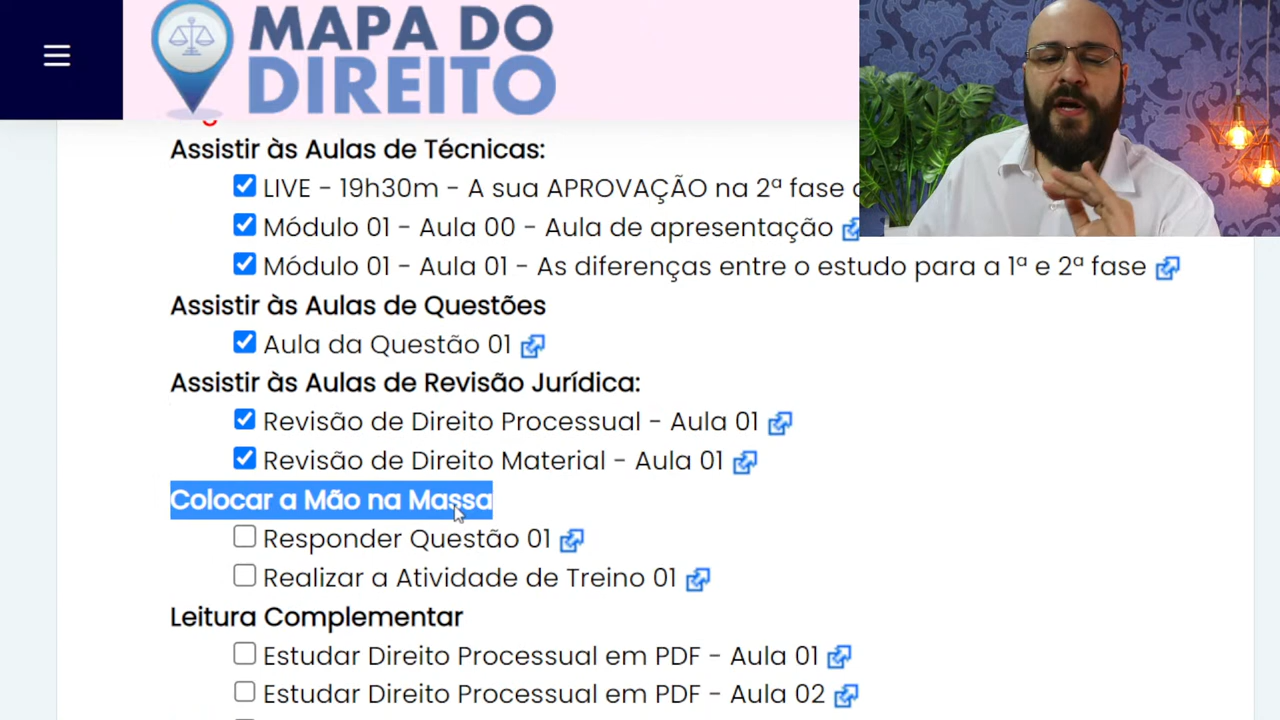 MAPA DO
DIREITO
Assistir às Aulas de Técnicas:
LIVE - 19h30m - A sua APROVAÇÃO na 2ª fase
Módulo 01 - Aula 00 - Aula de apresentação
Módulo 01 - Aula 01 - As diferenças entre o estudo para a 1ª e 2ª fase
Assistir às Aulas de Questões
Aula da Questão 01
Assistir às Aulas de Revisão Jurídica:
Revisão de Direito Processual - Aula 01
Revisão de Direito Material - Aula 01
Colocar a Mão na Massa
Responder Questão 01
Realizar a Atividade de Treino 01
Leitura Complementar
Estudar Direito Processual em PDF - Aula 01
Estudar Direito Processual em PDF - Aula 02